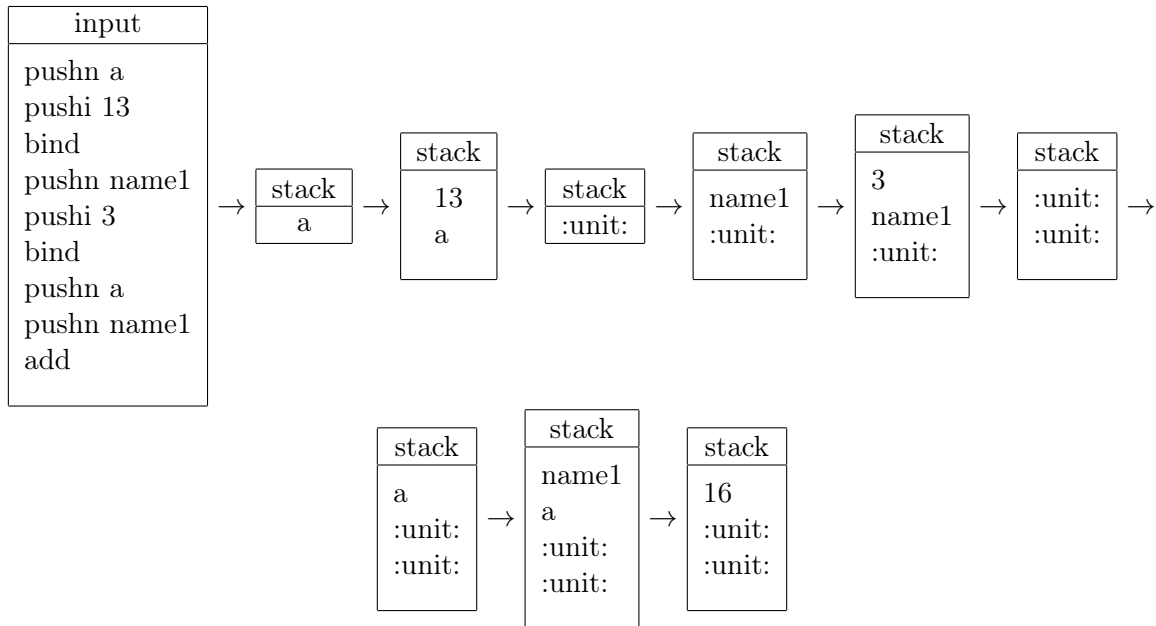 input
pushn a
pushi 13
bind
pushn name1
pushi 3
bind
pushn a
pushn name1
add
→
stack
a
→
stack
13
a
→
stack
:unit:
→
stack
name1
:unit:
→
stack
3
name1
:unit:
→
stack
:unit:
:unit:
→
stack
a
:unit:
:unit:
→
stack
name1
a
:unit:
:unit:
→
stack
16
:unit:
:unit: